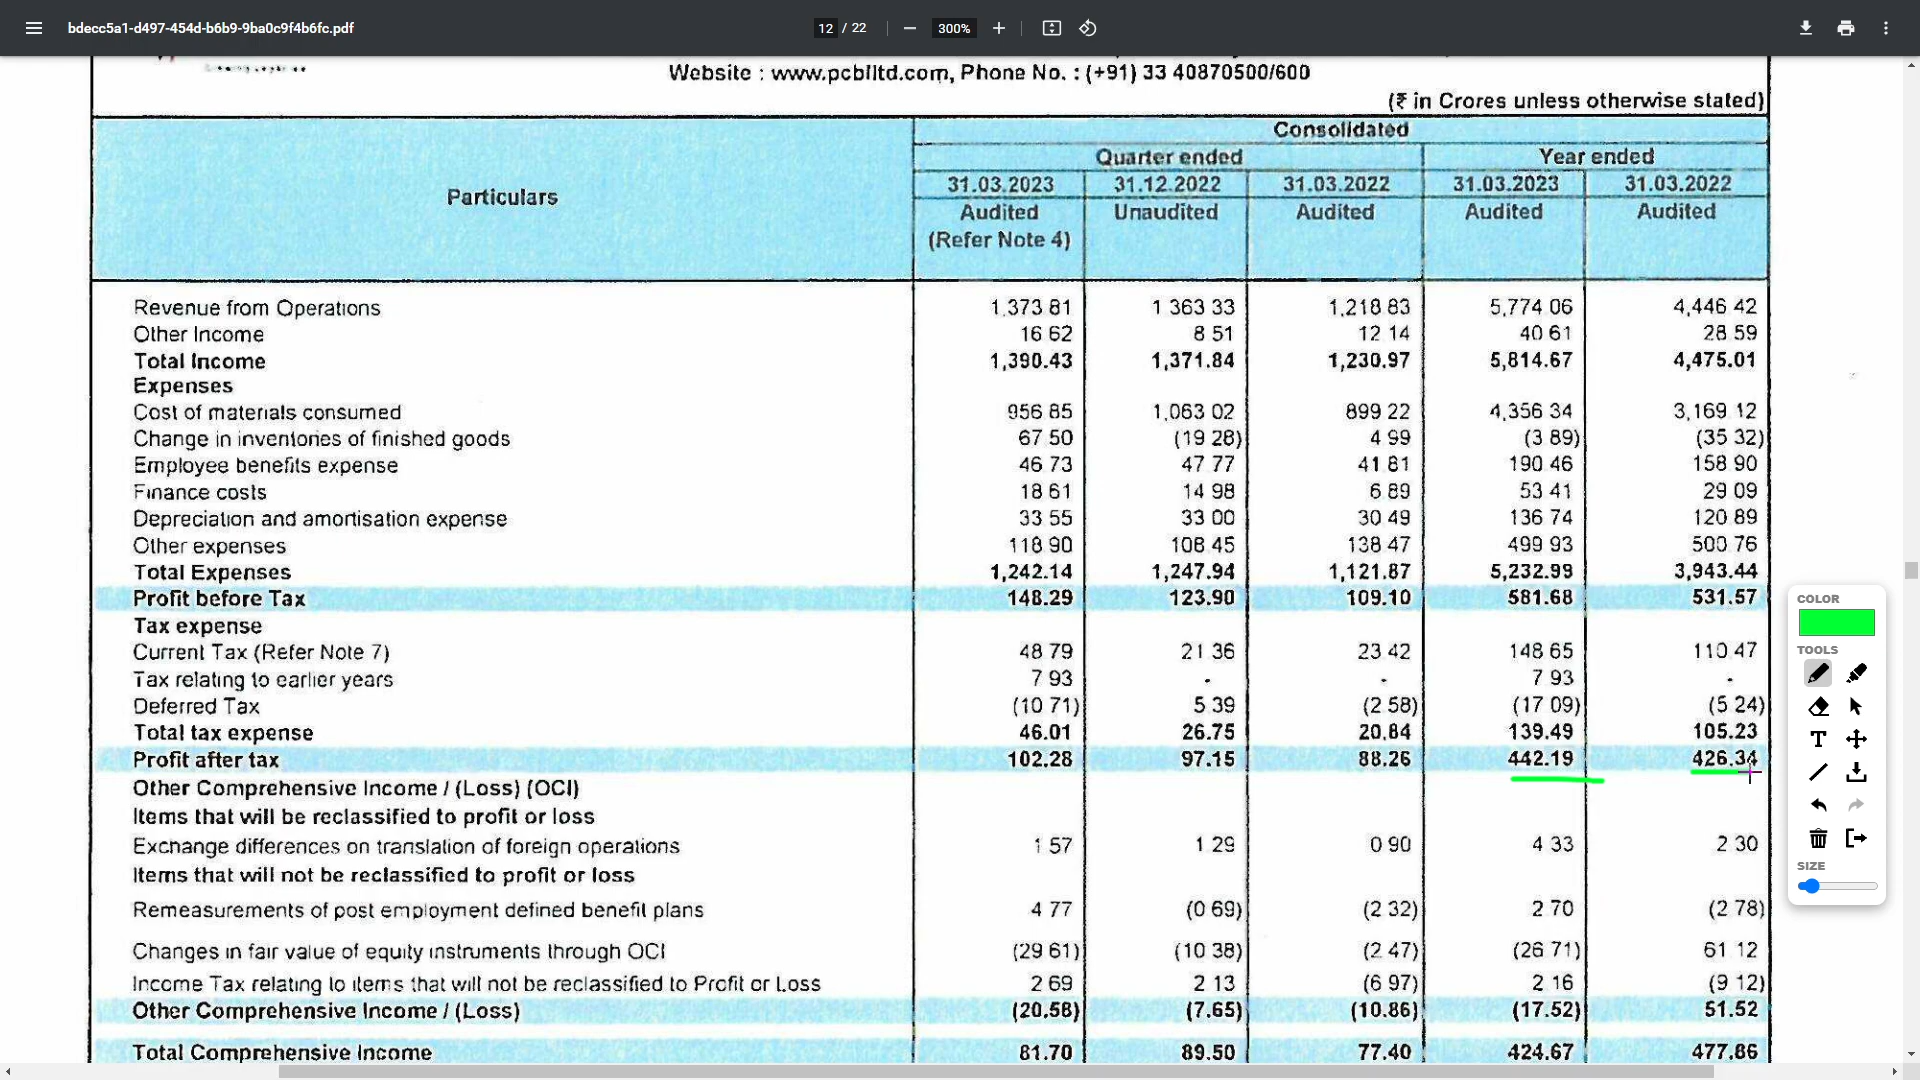 bdecc5a1-d497-454d-b6b9-9ba0c9f4b6fc.pdf
12 / 22
300%
Website : www.pcblltd.com, Phone No. : (+91) 33 40870500/600
(₹ in Crores unless otherwise stated)
Particulars
Consolidated
Quarter ended Year ended
31.03.2023 31.12.2022 31.03.2022 31.03.2023 31.03.2022
Audited Unaudited Audited Audited Audited
(Refer Note 4)
Revenue from Operations 1,373 81 1 363 33 1,218 83 5,774 06 4,446 42
Other Income 16 62 8 51 12 14 40 61 28 59
Total Income 1,390.43 1,371.84 1,230.97 5,814.67 4,475.01
Expenses
Cost of materials consumed 956 85 1,063 02 899 22 4,356 34 3,169 12
Change in inventories of finished goods 67 50 (19 28) 4 99 (3 89) (35 32)
Employee benefits expense 46 73 47 77 41 81 190 46 158 90
Finance costs 18 61 14 98 6 89 53 41 29 09
Depreciation and amortisation expense 33 55 33 00 30 49 136 74 120 89
Other expenses 118 90 108 45 138 47 499 93 500 76
Total Expenses 1,242.14 1,247.94 1,121.87 5,232.99 3,943.44
Profit before Tax 148.29 123.90 109.10 581.68 531.57
Tax expense
Current Tax (Refer Note 7) 48 79 21 36 23 42 148 65 110 47
Tax relating to earlier years 7 93 - - 7 93 -
Deferred Tax (10 71) 5 39 (2 58) (17 09) (5 24)
Total tax expense 46.01 26.75 20.84 139.49 105.23
Profit after tax 102.28 97.15 88.26 442.19 426.34
Other Comprehensive Income / (Loss) (OCI)
Items that will be reclassified to profit or loss
Exchange differences on translation of foreign operations 1 57 1 29 0 90 4 33 2 30
Items that will not be reclassified to profit or loss
Remeasurements of post employment defined benefit plans 4 77 (0 69) (2 32) 2 70 (2 78)
Changes in fair value of equity instruments through OCI (29 61) (10 38) (2 47) (26 71) 61 12
Income Tax relating to items that will not be reclassified to Profit or Loss 2 69 2 13 (6 97) 2 16 (9 12)
Other Comprehensive Income / (Loss) (20.58) (7.65) (10.86) (17.52) 51.52
Total Comprehensive Income 81.70 89.50 77.40 424.67 477.86
COLOR
TOOLS
T
SIZE